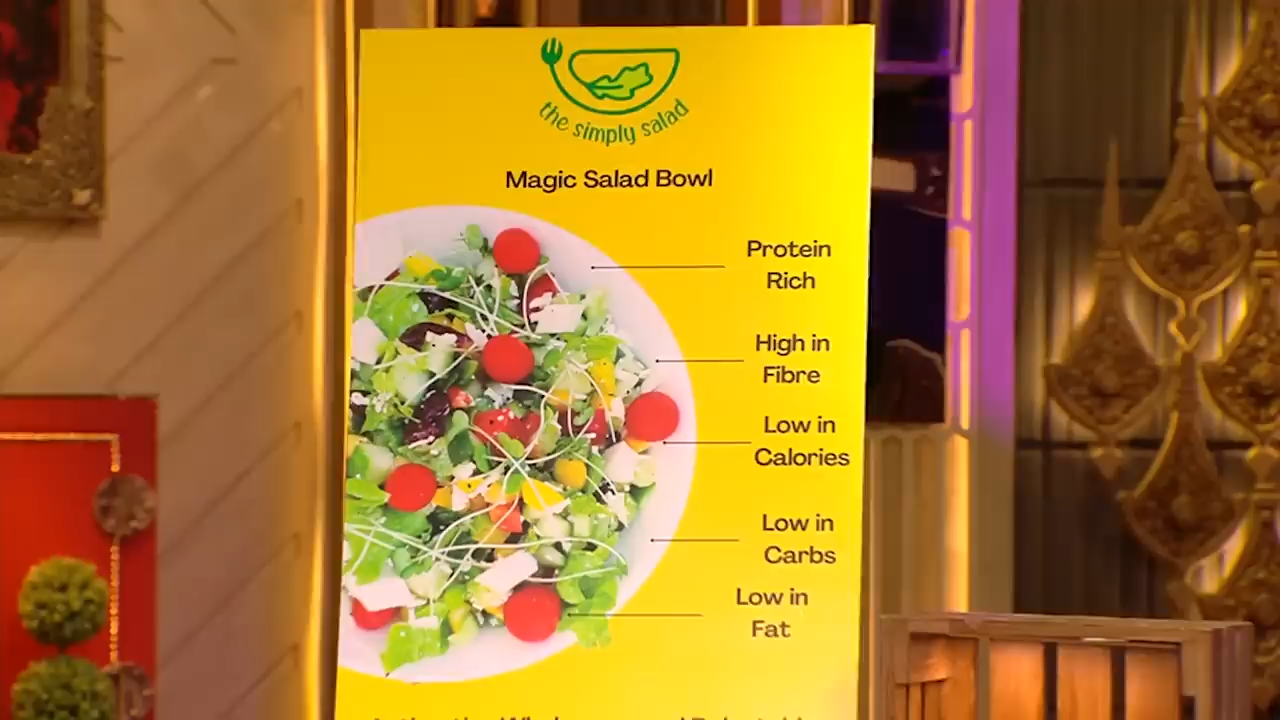 the simply salad
Magic Salad Bowl
Protein
Rich
High in
Fibre
Low in
Calories
Low in
Carbs
Low in
Fat